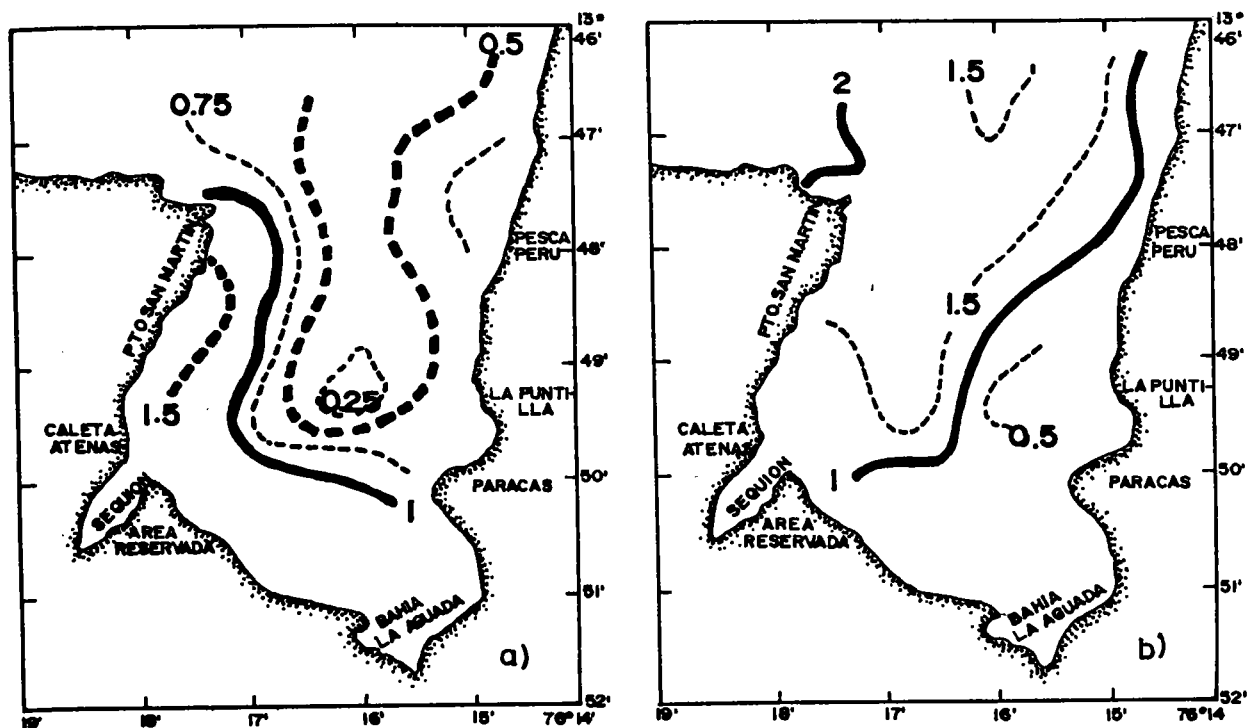 0.5
13°
46'
0.75
47'
PESCA
PERU
48'
PTO SAN MARTIN
49'
1.5
0.25
LA PUNTI-
LLA
CALETA
ATENAS
50'
SEQUION
1
PARACAS
AREA
RESERVADA
51'
BAHIA
LA AGUADA
a)
52'
19'
18'
17'
16'
15'
76°14'
13°
46'
1.5
2
47'
PESCA
PERU
48'
PTO. SAN MARTIN
1.5
49'
LA PUNTI-
LLA
0.5
CALETA
ATENAS
50'
SEQUION
1
PARACAS
AREA
RESERVADA
51'
BAHIA
LA AGUADA
b)
52'
19'
18'
17'
16'
15'
76°14'